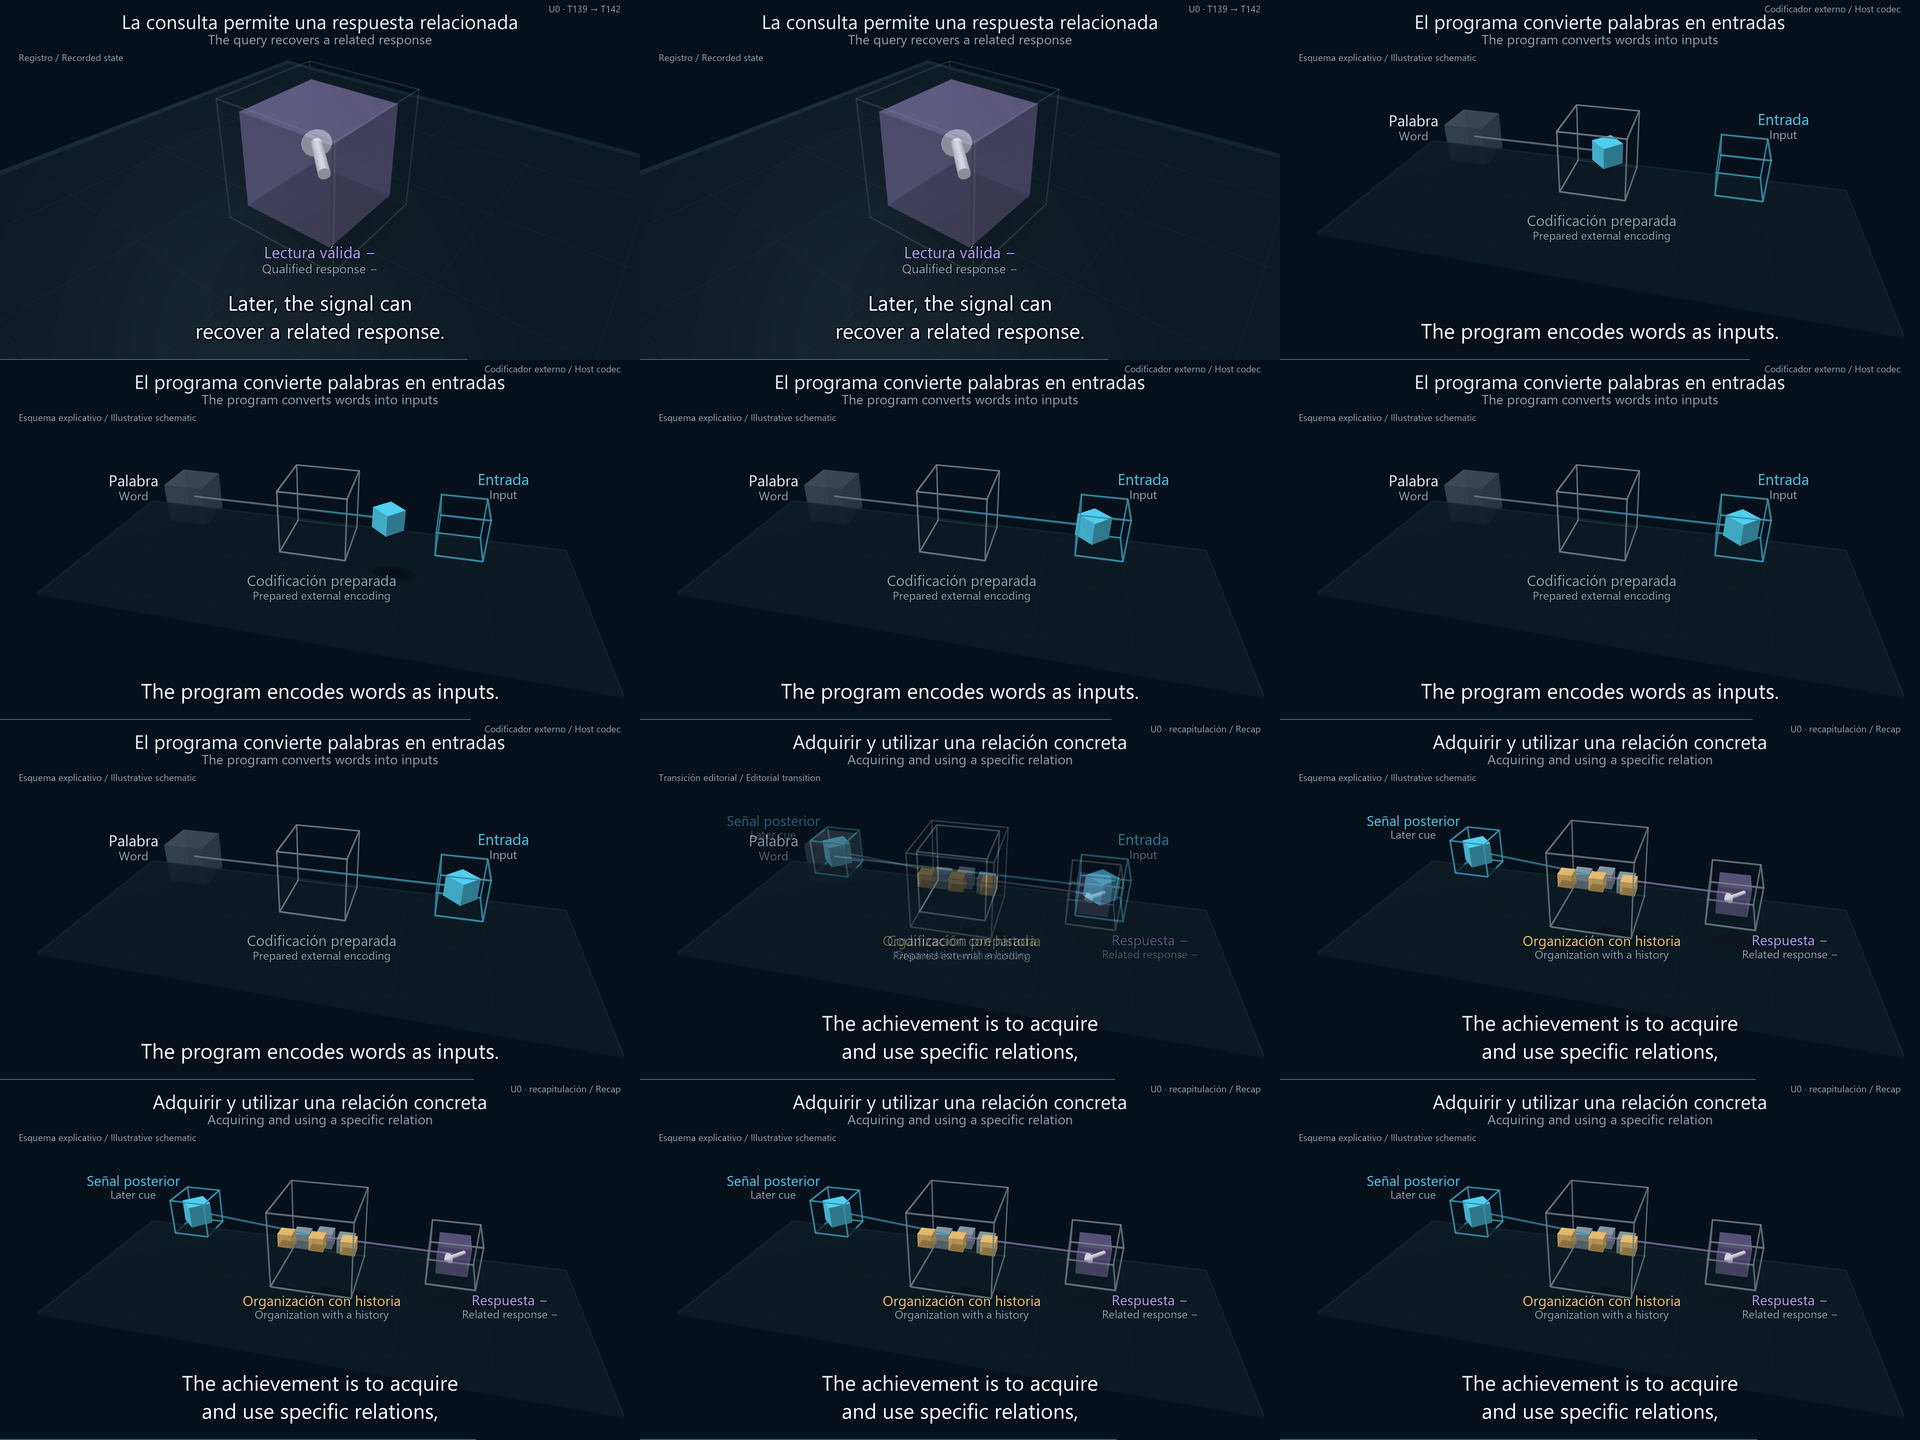 U0 · T139 → T142
La consulta permite una respuesta relacionada
The query recovers a related response
Registro / Recorded state
Lectura válida –
Qualified response –
Later, the signal can
recover a related response.
U0 · T139 → T142
La consulta permite una respuesta relacionada
The query recovers a related response
Registro / Recorded state
Lectura válida –
Qualified response –
Later, the signal can
recover a related response.
Codificador externo / Host codec
El programa convierte palabras en entradas
The program converts words into inputs
Esquema explicativo / Illustrative schematic
Palabra
Word
Entrada
Input
Codificación preparada
Prepared external encoding
The program encodes words as inputs.
Codificador externo / Host codec
El programa convierte palabras en entradas
The program converts words into inputs
Esquema explicativo / Illustrative schematic
Palabra
Word
Entrada
Input
Codificación preparada
Prepared external encoding
The program encodes words as inputs.
Codificador externo / Host codec
El programa convierte palabras en entradas
The program converts words into inputs
Esquema explicativo / Illustrative schematic
Palabra
Word
Entrada
Input
Codificación preparada
Prepared external encoding
The program encodes words as inputs.
Codificador externo / Host codec
El programa convierte palabras en entradas
The program converts words into inputs
Esquema explicativo / Illustrative schematic
Palabra
Word
Entrada
Input
Codificación preparada
Prepared external encoding
The program encodes words as inputs.
Codificador externo / Host codec
El programa convierte palabras en entradas
The program converts words into inputs
Esquema explicativo / Illustrative schematic
Palabra
Word
Entrada
Input
Codificación preparada
Prepared external encoding
The program encodes words as inputs.
U0 · recapitulación / Recap
Adquirir y utilizar una relación concreta
Acquiring and using a specific relation
Transición editorial / Editorial transition
Señal posterior
Later cue
Palabra
Word
Entrada
Input
Organización con historia
Codificación preparada
Prepared external encoding
Respuesta –
Related response –
The achievement is to acquire
and use specific relations,
U0 · recapitulación / Recap
Adquirir y utilizar una relación concreta
Acquiring and using a specific relation
Esquema explicativo / Illustrative schematic
Señal posterior
Later cue
Organización con historia
Organization with a history
Respuesta –
Related response –
The achievement is to acquire
and use specific relations,
U0 · recapitulación / Recap
Adquirir y utilizar una relación concreta
Acquiring and using a specific relation
Esquema explicativo / Illustrative schematic
Señal posterior
Later cue
Organización con historia
Organization with a history
Respuesta –
Related response –
The achievement is to acquire
and use specific relations,
U0 · recapitulación / Recap
Adquirir y utilizar una relación concreta
Acquiring and using a specific relation
Esquema explicativo / Illustrative schematic
Señal posterior
Later cue
Organización con historia
Organization with a history
Respuesta –
Related response –
The achievement is to acquire
and use specific relations,
U0 · recapitulación / Recap
Adquirir y utilizar una relación concreta
Acquiring and using a specific relation
Esquema explicativo / Illustrative schematic
Señal posterior
Later cue
Organización con historia
Organization with a history
Respuesta –
Related response –
The achievement is to acquire
and use specific relations,